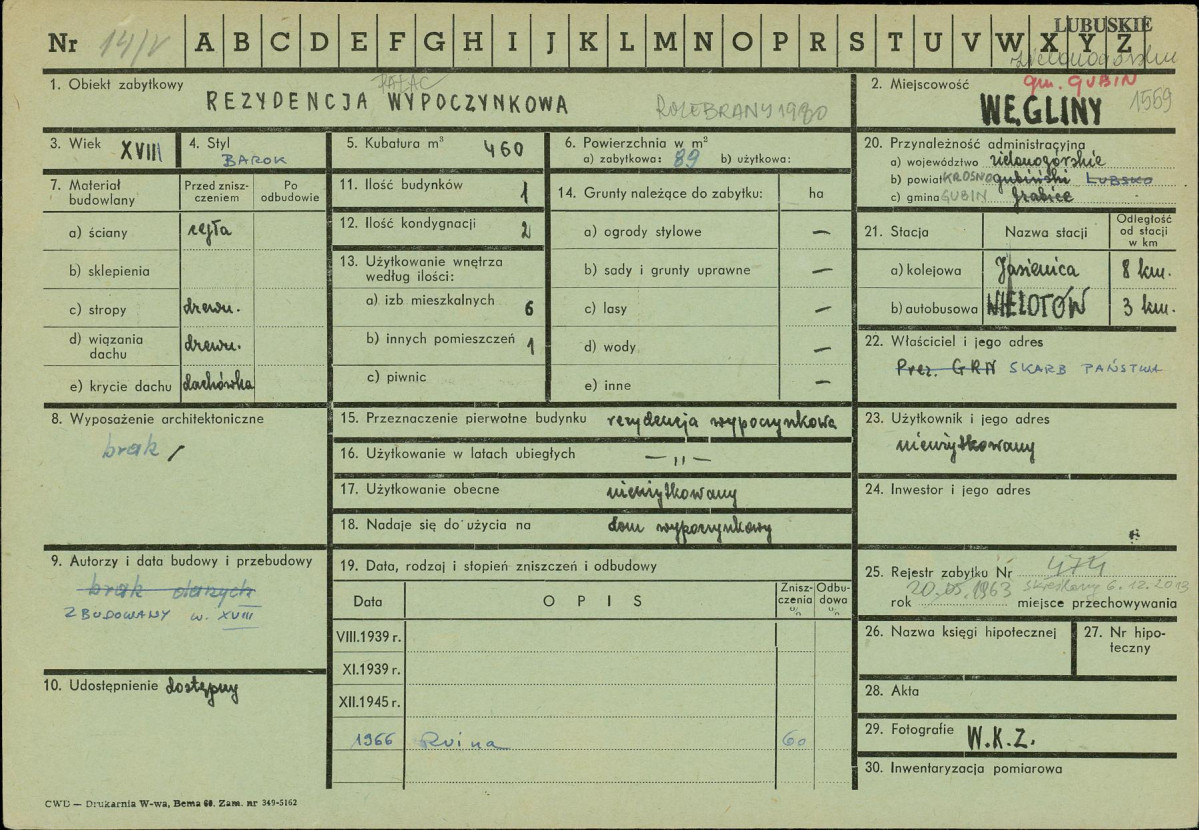 LUBUSKIE
Nr 14/V A B C D E F G H I J K L M N O P R S T U V W X Y Z
zielonogórskie
1. Obiekt zabytkowy PAŁAC
REZYDENCJA WYPOCZYNKOWA ROZEBRANY 1980
2. Miejscowość gm. GUBIN
WĘGLINY 1559
3. Wiek XVIII
4. Styl
BAROK
5. Kubatura m³ 460
6. Powierzchnia w m²
a) zabytkowa: 89 b) użytkowa:
7. Materiał budowlany
Przed zniszczeniem
Po odbudowie
a) ściany cegła
b) sklepienia
c) stropy drewn.
d) wiązania dachu drewn.
e) krycie dachu dachówka
8. Wyposażenie architektoniczne
brak
9. Autorzy i data budowy i przebudowy
brak danych
ZBUDOWANY w. XVIII
10. Udostępnienie dostępny
11. Ilość budynków 1
12. Ilość kondygnacji 2
13. Użytkowanie wnętrza
według ilości:
a) izb mieszkalnych 6
b) innych pomieszczeń 1
c) piwnic
14. Grunty należące do zabytku: ha
a) ogrody stylowe —
b) sady i grunty uprawne —
c) lasy —
d) wody —
e) inne —
15. Przeznaczenie pierwotne budynku rezydencja wypoczynkowa
16. Użytkowanie w latach ubiegłych — „ —
17. Użytkowanie obecne nieużytkowany
18. Nadaje się do użycia na dom wypoczynkowy
19. Data, rodzaj i stopień zniszczeń i odbudowy
Data OPIS Zniszczenia % Odbudowa %
VIII.1939 r.
XI.1939 r.
XII.1945 r.
1966 Ruina 60
20. Przynależność administracyjna
a) województwo zielonogórskie
b) powiat KROSNO gubiński LUBSKO
c) gmina GUBIN Grabice
21. Stacja Nazwa stacji Odległość od stacji w km
a) kolejowa Jasienica 8 km.
b) autobusowa WIELOTÓW 3 km.
22. Właściciel i jego adres
Prez. GRN SKARB PAŃSTWA
23. Użytkownik i jego adres
nieużytkowany
24. Inwestor i jego adres
25. Rejestr zabytku Nr 474
20.05.1963 skreślony 6.12.2013
rok miejsce przechowywania
26. Nazwa księgi hipotecznej
27. Nr hipoteczny
28. Akta
29. Fotografie W.K.Z.
30. Inwentaryzacja pomiarowa
CWD — Drukarnia W-wa, Bema 60. Zam. nr 349-5162